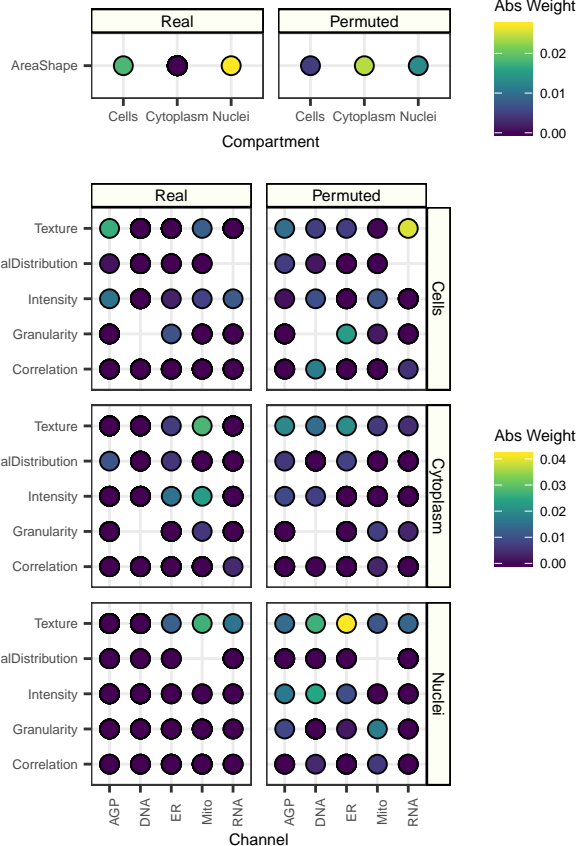 Real Permuted
AreaShape
Cells Cytoplasm Nuclei Cells Cytoplasm Nuclei
Compartment
Abs Weight
0.02
0.01
0.00
Real Permuted
Texture
alDistribution
Intensity
Granularity
Correlation
Cells
Texture
alDistribution
Intensity
Granularity
Correlation
Cytoplasm
Texture
alDistribution
Intensity
Granularity
Correlation
Nuclei
AGP DNA ER Mito RNA AGP DNA ER Mito RNA
Channel
Abs Weight
0.04
0.03
0.02
0.01
0.00